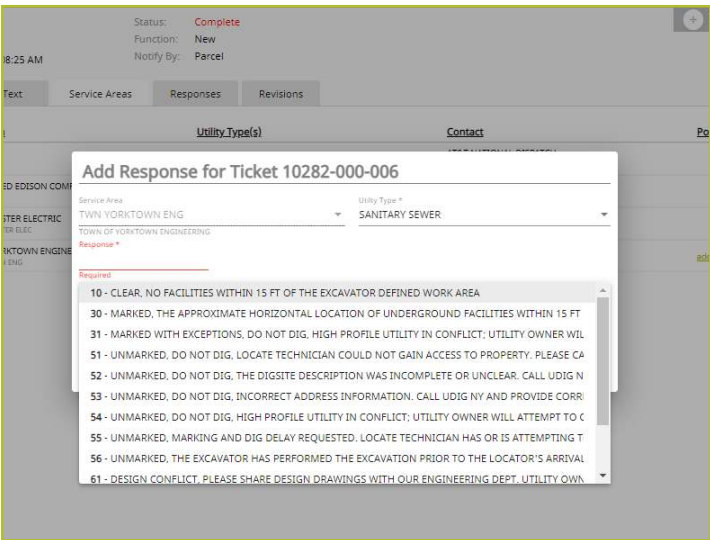 Status: Complete
Function: New
08:25 AM Notify By: Parcel
Text Service Areas Responses Revisions
Utility Type(s) Contact Po
Add Response for Ticket 10282-000-006
ED EDISON COMP
Service Area Utility Type *
TWN YORKTOWN ENG SANITARY SEWER
STER ELECTRIC
TER ELEC
TOWN OF YORKTOWN ENGINEERING
Response *
RKTOWN ENGINE
N ENG
Required
10 - CLEAR, NO FACILITIES WITHIN 15 FT OF THE EXCAVATOR DEFINED WORK AREA
30 - MARKED, THE APPROXIMATE HORIZONTAL LOCATION OF UNDERGROUND FACILITIES WITHIN 15 FT
31 - MARKED WITH EXCEPTIONS, DO NOT DIG, HIGH PROFILE UTILITY IN CONFLICT; UTILITY OWNER WIL
51 - UNMARKED, DO NOT DIG, LOCATE TECHNICIAN COULD NOT GAIN ACCESS TO PROPERTY. PLEASE CA
52 - UNMARKED, DO NOT DIG, THE DIGSITE DESCRIPTION WAS INCOMPLETE OR UNCLEAR. CALL UDIG N
53 - UNMARKED, DO NOT DIG, INCORRECT ADDRESS INFORMATION. CALL UDIG NY AND PROVIDE CORR
54 - UNMARKED, DO NOT DIG, HIGH PROFILE UTILITY IN CONFLICT; UTILITY OWNER WILL ATTEMPT TO C
55 - UNMARKED, MARKING AND DIG DELAY REQUESTED. LOCATE TECHNICIAN HAS OR IS ATTEMPTING T
56 - UNMARKED, THE EXCAVATOR HAS PERFORMED THE EXCAVATION PRIOR TO THE LOCATOR'S ARRIVAL
61 - DESIGN CONFLICT, PLEASE SHARE DESIGN DRAWINGS WITH OUR ENGINEERING DEPT. UTILITY OWN